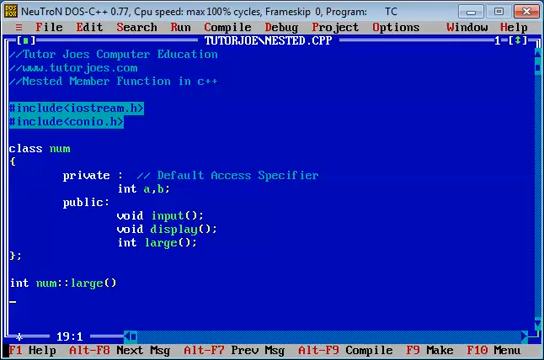 NeuTroN DOS-C++ 0.77, Cpu speed: max 100% cycles, Frameskip 0, Program: TC
≡ File Edit Search Run Compile Debug Project Options Window Help
[■] TUTORJOE\NESTED.CPP 1=[↕]
//Tutor Joes Computer Education
//www.tutorjoes.com
//Nested Member Function in c++
#include<iostream.h>
#include<conio.h>
class num
{
private : // Default Access Specifier
int a,b;
public:
void input();
void display();
int large();
};
int num::large()
19:1
F1 Help Alt-F8 Next Msg Alt-F7 Prev Msg Alt-F9 Compile F9 Make F10 Menu